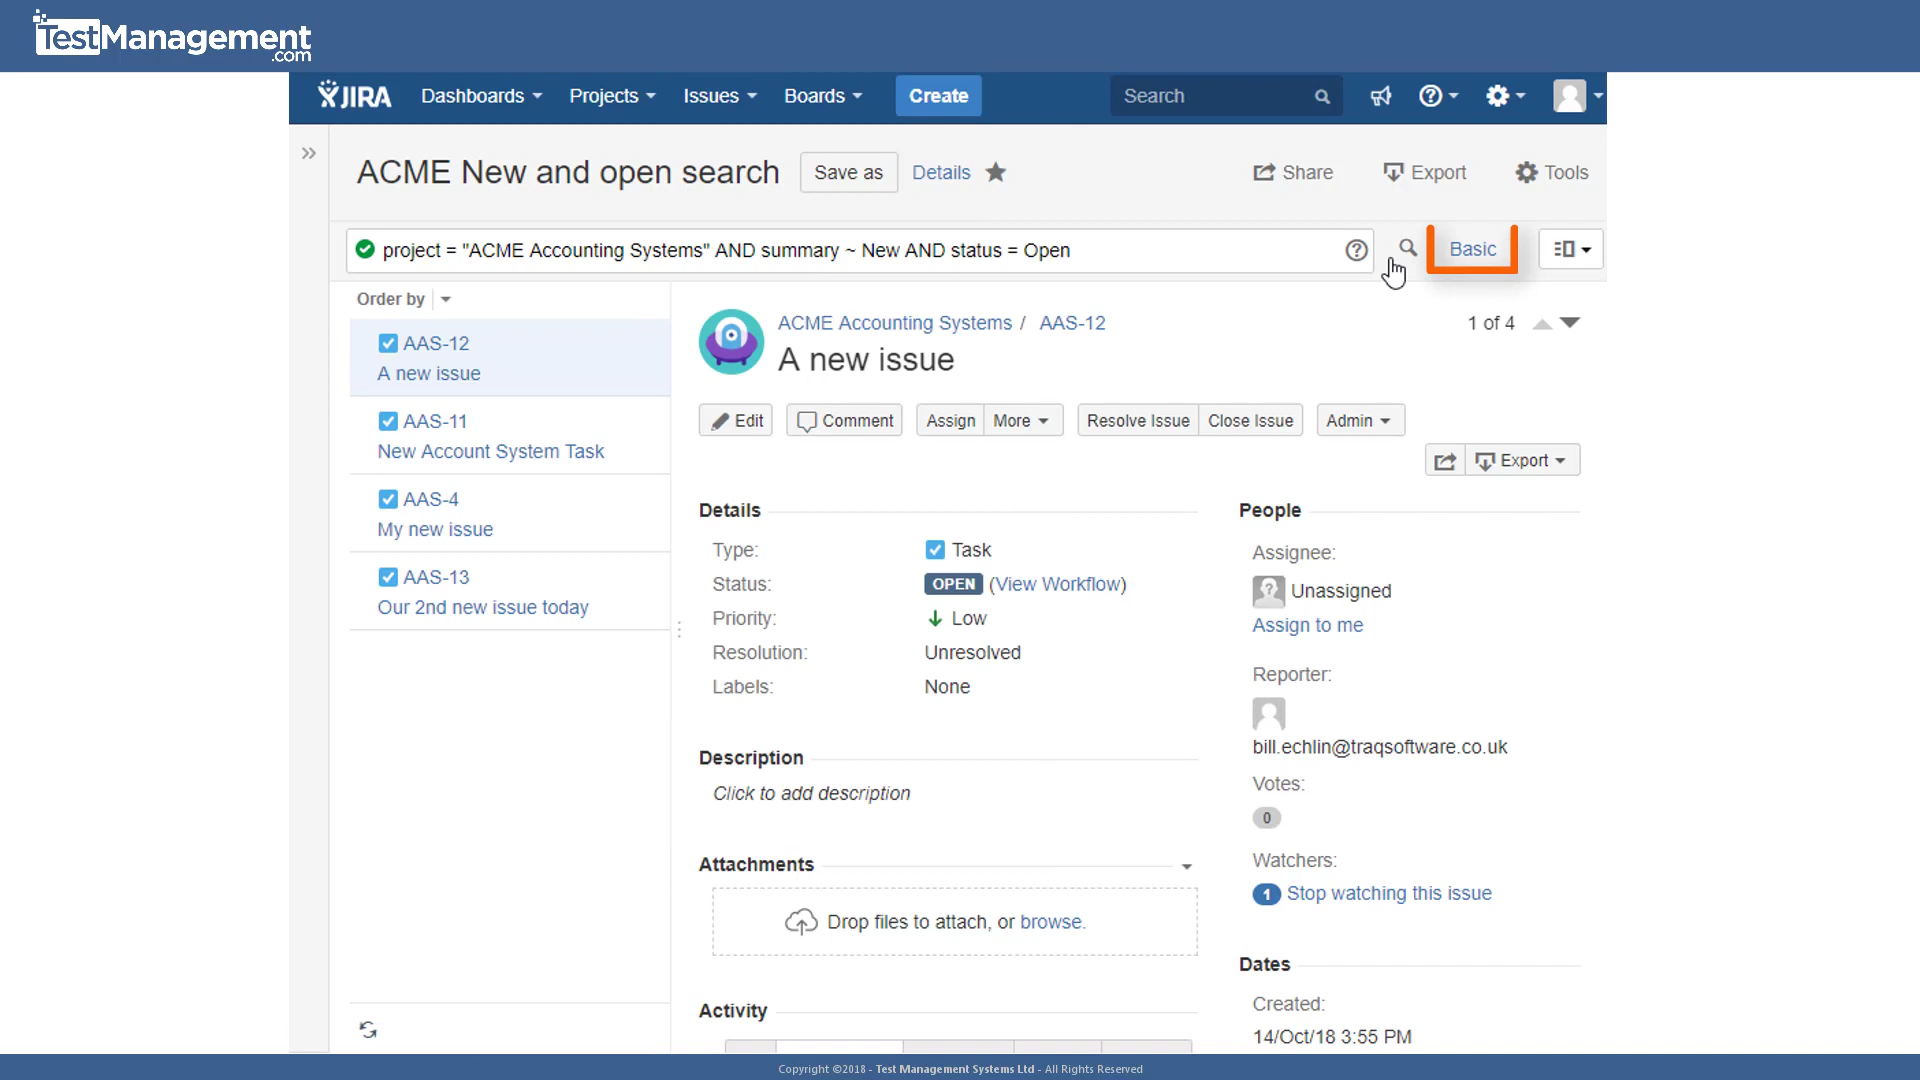 TestManagement
.com
JIRA Dashboards Projects Issues Boards Create Search
ACME New and open search Save as Details Share Export Tools
project = "ACME Accounting Systems" AND summary ~ New AND status = Open Basic
Order by
AAS-12
A new issue
AAS-11
New Account System Task
AAS-4
My new issue
AAS-13
Our 2nd new issue today
ACME Accounting Systems / AAS-12 1 of 4
A new issue
Edit Comment Assign More Resolve Issue Close Issue Admin
Export
Details
Type: Task
Status: OPEN (View Workflow)
Priority: Low
Resolution: Unresolved
Labels: None
Description
Click to add description
Attachments
Drop files to attach, or browse.
Activity
People
Assignee:
Unassigned
Assign to me
Reporter:
bill.echlin@traqsoftware.co.uk
Votes:
0
Watchers:
1 Stop watching this issue
Dates
Created:
14/Oct/18 3:55 PM
Copyright ©2018 - Test Management Systems Ltd - All Rights Reserved